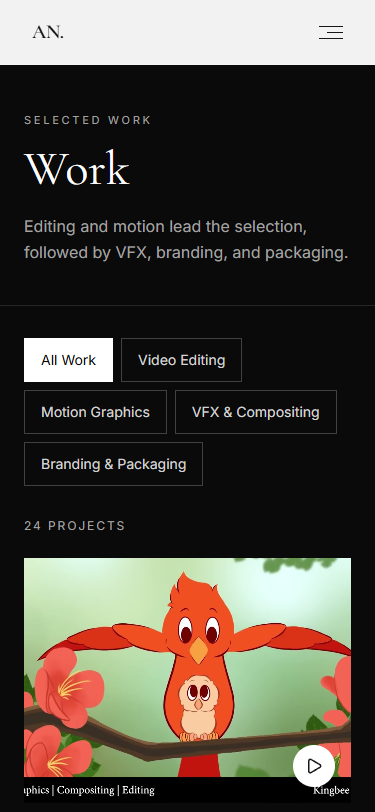 AN.
SELECTED WORK
Work
Editing and motion lead the selection,
followed by VFX, branding, and packaging.
All Work
Video Editing
Motion Graphics
VFX & Compositing
Branding & Packaging
24 PROJECTS
| Compositing | Editing
Kingbee